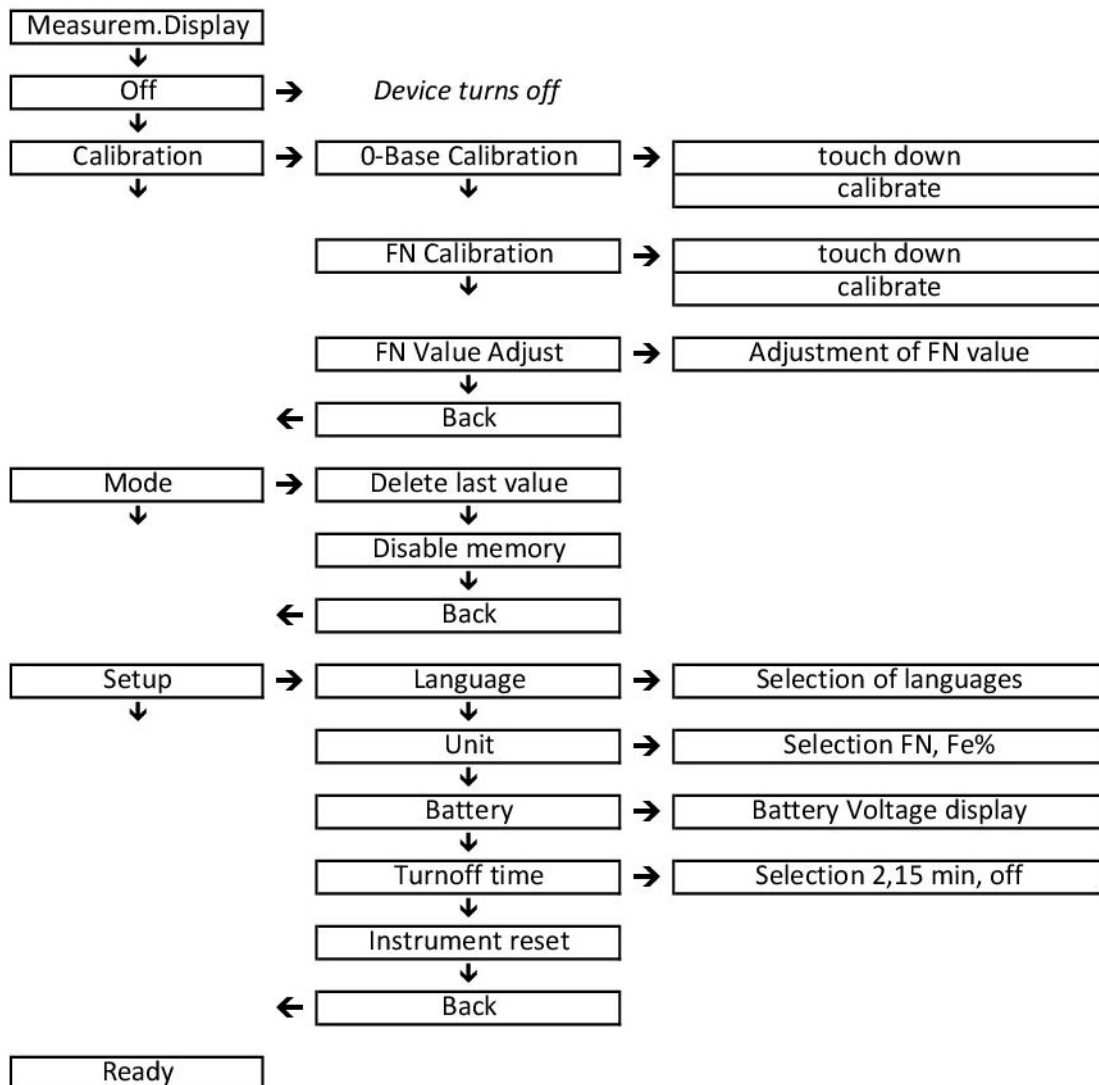 Measurem.Display
Off Device turns off
Calibration 0-Base Calibration touch down
calibrate
FN Calibration touch down
calibrate
FN Value Adjust Adjustment of FN value
Back
Mode Delete last value
Disable memory
Back
Setup Language Selection of languages
Unit Selection FN, Fe%
Battery Battery Voltage display
Turnoff time Selection 2,15 min, off
Instrument reset
Back
Ready